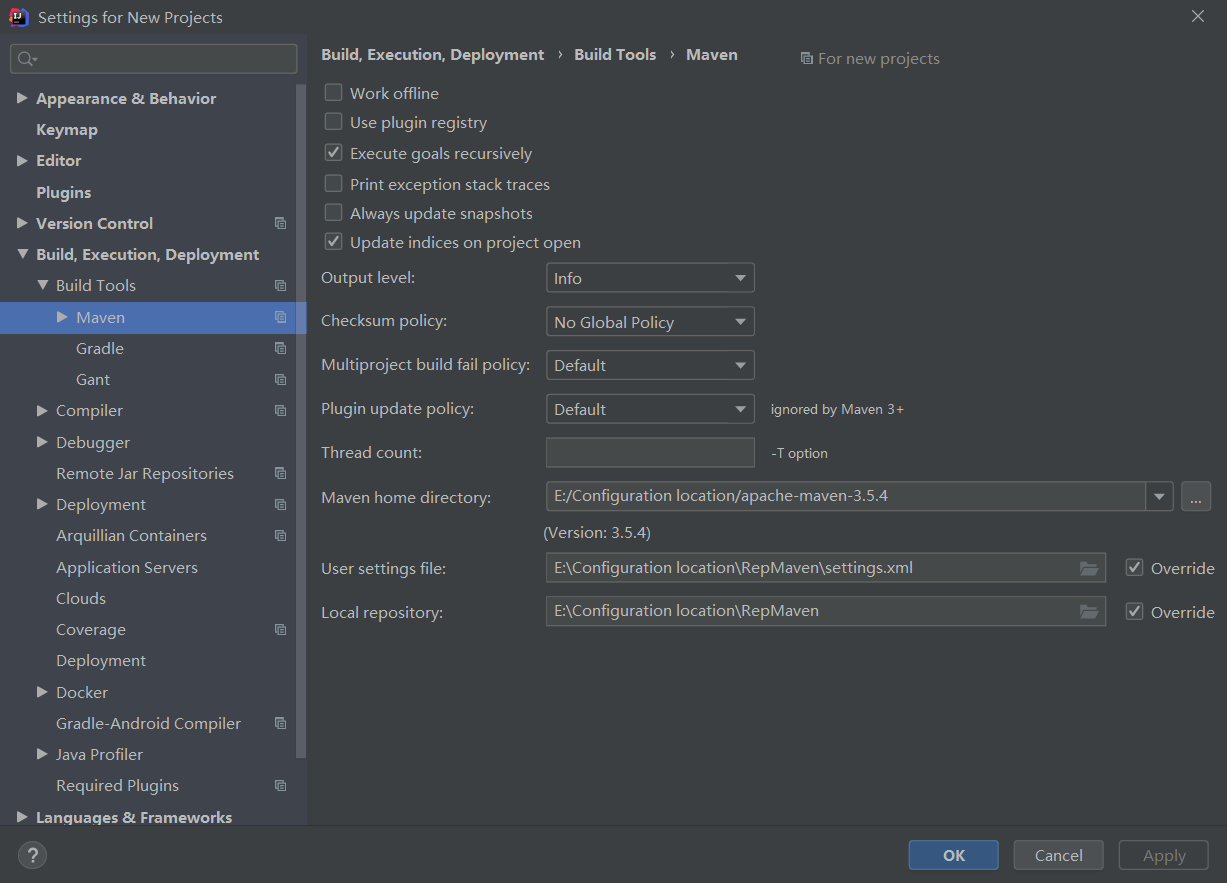 Settings for New Projects
Appearance & Behavior
Keymap
Editor
Plugins
Version Control
Build, Execution, Deployment
Build Tools
Maven
Gradle
Gant
Compiler
Debugger
Remote Jar Repositories
Deployment
Arquillian Containers
Application Servers
Clouds
Coverage
Deployment
Docker
Gradle-Android Compiler
Java Profiler
Required Plugins
Languages & Frameworks
Build, Execution, Deployment › Build Tools › Maven For new projects
Work offline
Use plugin registry
Execute goals recursively
Print exception stack traces
Always update snapshots
Update indices on project open
Output level: Info
Checksum policy: No Global Policy
Multiproject build fail policy: Default
Plugin update policy: Default ignored by Maven 3+
Thread count: -T option
Maven home directory: E:/Configuration location/apache-maven-3.5.4 ...
(Version: 3.5.4)
User settings file: E:\Configuration location\RepMaven\settings.xml Override
Local repository: E:\Configuration location\RepMaven Override
? OK Cancel Apply